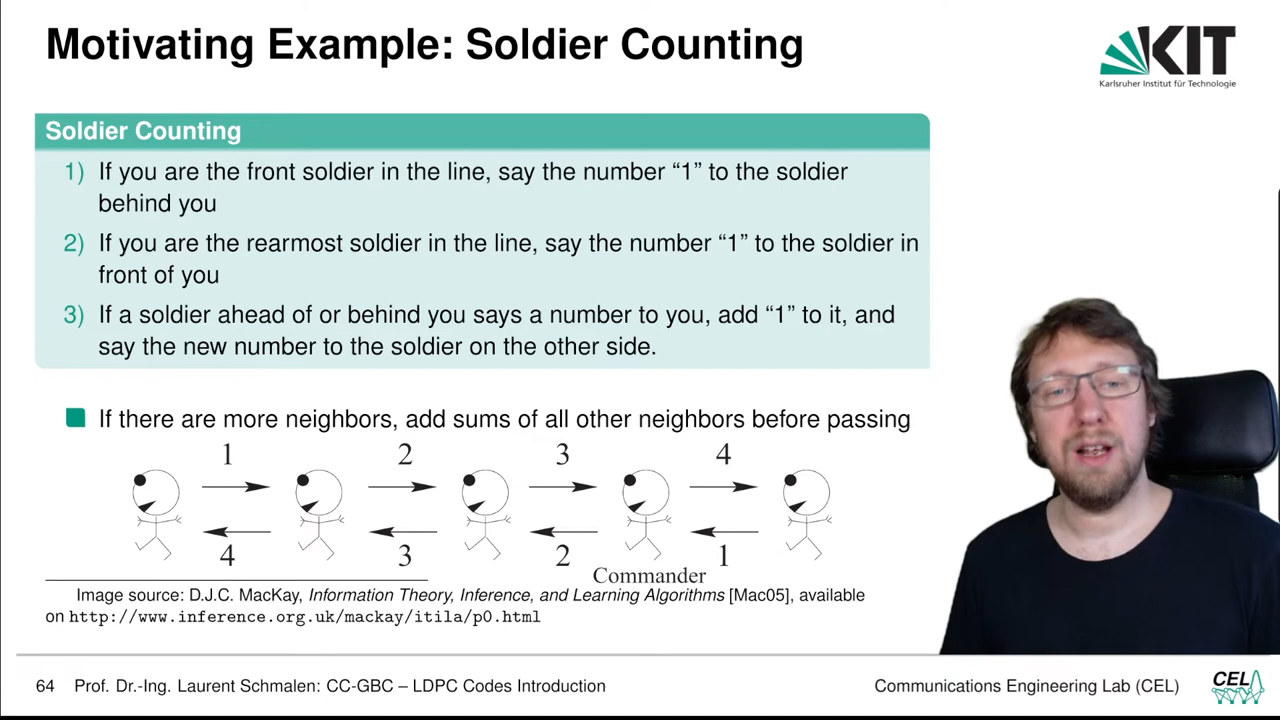 Motivating Example: Soldier Counting
KIT
Karlsruher Institut für Technologie
Soldier Counting
1) If you are the front soldier in the line, say the number “1” to the soldier
behind you
2) If you are the rearmost soldier in the line, say the number “1” to the soldier in
front of you
3) If a soldier ahead of or behind you says a number to you, add “1” to it, and
say the new number to the soldier on the other side.
If there are more neighbors, add sums of all other neighbors before passing
1 2 3 4
4 3 2 1
Commander
Image source: D.J.C. MacKay, Information Theory, Inference, and Learning Algorithms [Mac05], available
on http://www.inference.org.uk/mackay/itila/p0.html
64 Prof. Dr.-Ing. Laurent Schmalen: CC-GBC – LDPC Codes Introduction
Communications Engineering Lab (CEL)
CEL